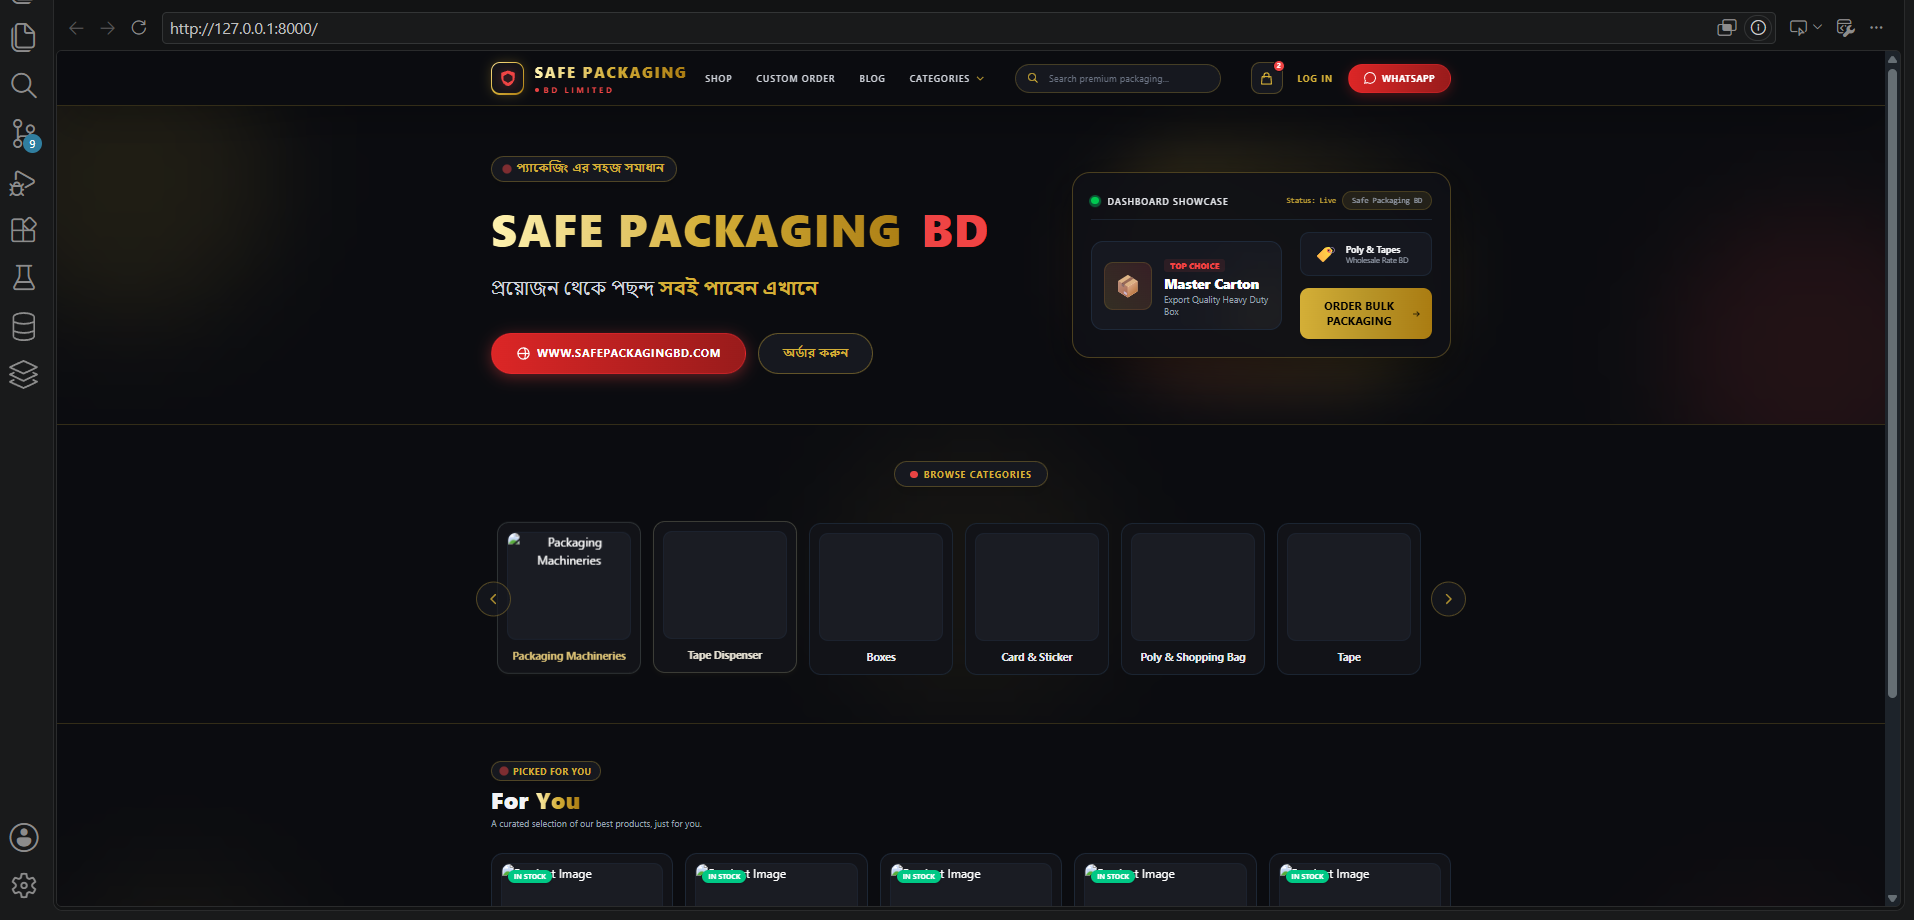 http://127.0.0.1:8000/
9
SAFE PACKAGING
BD LIMITED
SHOP
CUSTOM ORDER
BLOG
CATEGORIES
Search premium packaging...
2
LOG IN
WHATSAPP
প্যাকেজিং এর সহজ সমাধান
SAFE PACKAGING BD
প্রয়োজন থেকে পছন্দ সবই পাবেন এখানে
WWW.SAFEPACKAGINGBD.COM
অর্ডার করুন
DASHBOARD SHOWCASE
Status: Live
Safe Packaging BD
TOP CHOICE
Master Carton
Export Quality Heavy Duty
Box
Poly & Tapes
Wholesale Rate BD
ORDER BULK
PACKAGING →
BROWSE CATEGORIES
Packaging
Machineries
Packaging Machineries
Tape Dispenser
Boxes
Card & Sticker
Poly & Shopping Bag
Tape
PICKED FOR YOU
For You
A curated selection of our best products, just for you.
IN STOCK
Image
IN STOCK
Image
IN STOCK
Image
IN STOCK
Image
IN STOCK
Image